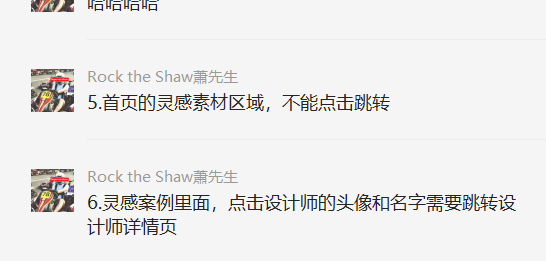 哈哈哈哈
Rock the Shaw蕭先生
5.首页的灵感素材区域，不能点击跳转
Rock the Shaw蕭先生
6.灵感案例里面，点击设计师的头像和名字需要跳转设
计师详情页